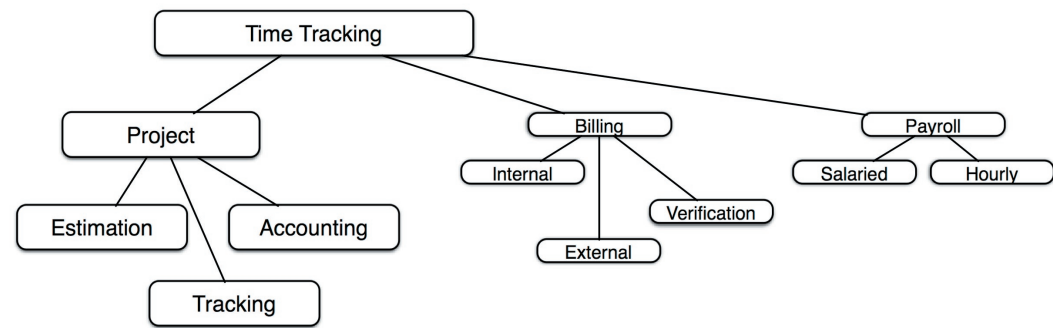 Time Tracking
Project
Billing
Payroll
Internal
Salaried
Hourly
Estimation
Accounting
Verification
External
Tracking